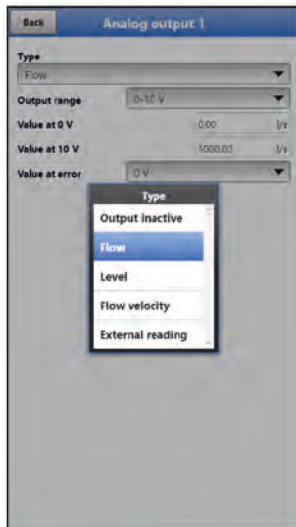 Back
Analog output 1
Type
Flow
Output range 0-10 V
Value at 0 V 0.00 l/s
Value at 10 V 1000.00 l/s
Value at error 0 V
Type
Output inactive
Flow
Level
Flow velocity
External reading